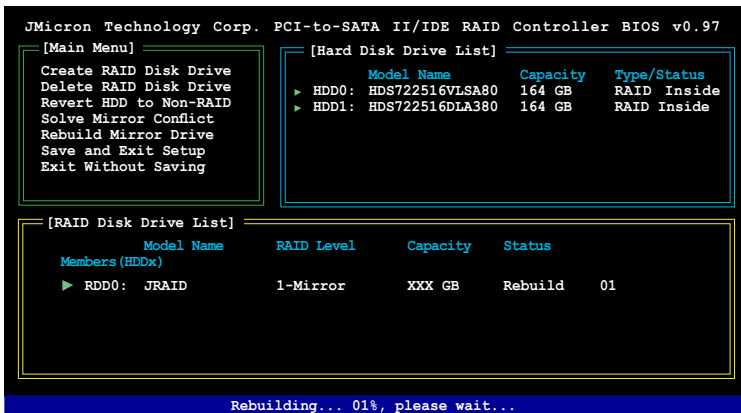 JMicron Technology Corp. PCI-to-SATA II/IDE RAID Controller BIOS v0.97
[Main Menu]
Create RAID Disk Drive
Delete RAID Disk Drive
Revert HDD to Non-RAID
Solve Mirror Conflict
Rebuild Mirror Drive
Save and Exit Setup
Exit Without Saving
[Hard Disk Drive List]
Model Name Capacity Type/Status
HDD0: HDS722516VLSA80 164 GB RAID Inside
HDD1: HDS722516DLA380 164 GB RAID Inside
[RAID Disk Drive List]
Model Name RAID Level Capacity Status
Members(HDDx)
RDD0: JRAID 1-Mirror XXX GB Rebuild 01
Rebuilding... 01%, please wait...